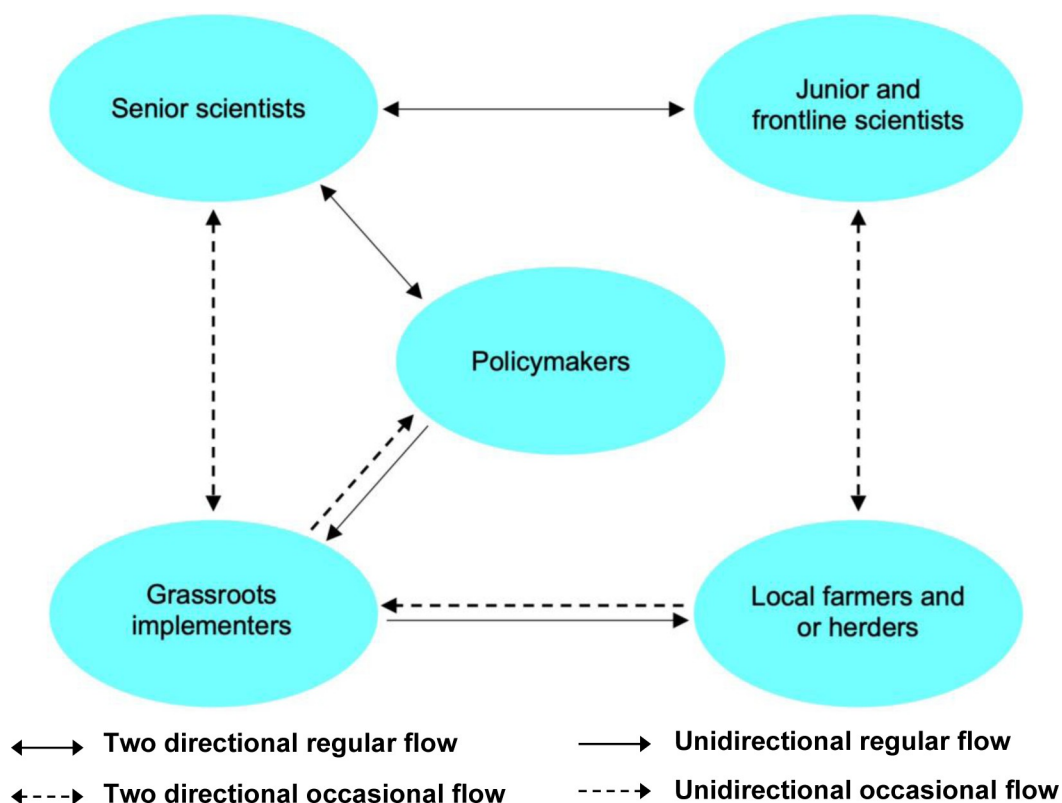 Senior scientists
Junior and
frontline scientists
Policymakers
Grassroots
implementers
Local farmers and
or herders
Two directional regular flow
Unidirectional regular flow
Two directional occasional flow
Unidirectional occasional flow